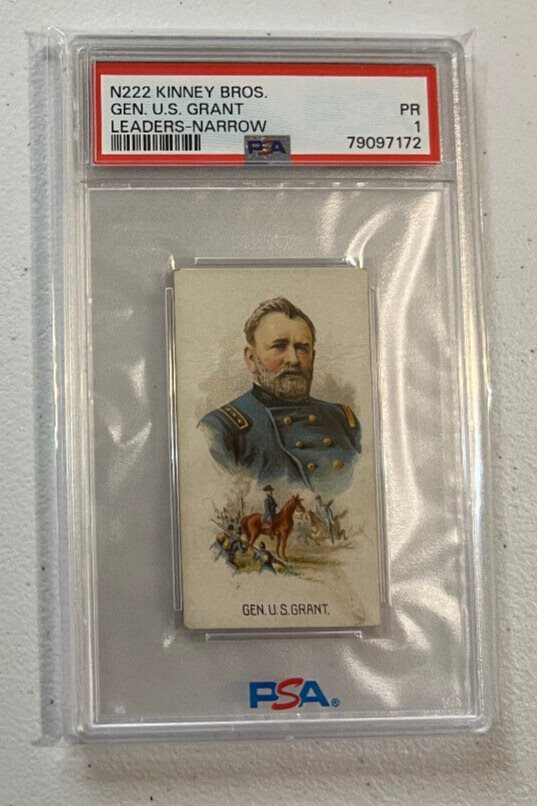 N222 KINNEY BROS.
GEN. U.S. GRANT PR
LEADERS-NARROW 1
PSA 79097172
GEN. U.S. GRANT.
PSA®